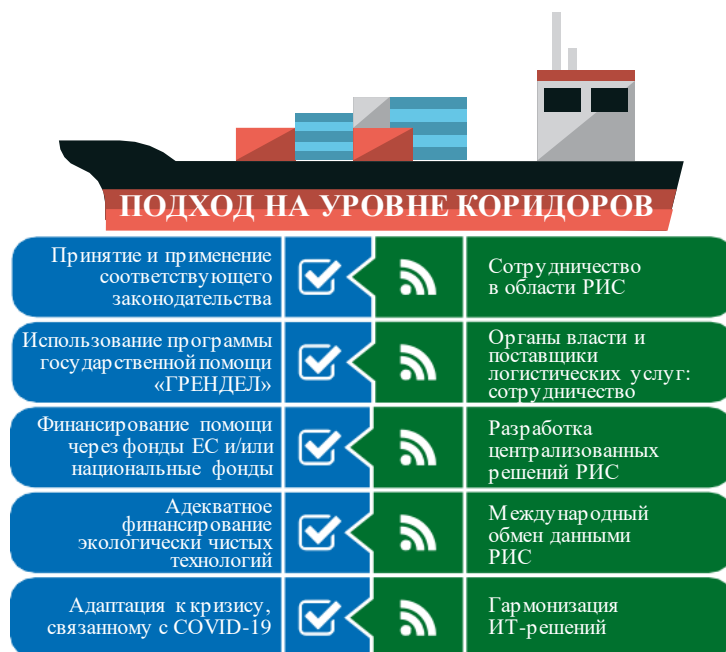 ПОДХОД НА УРОВНЕ КОРИДОРОВ
Принятие и применение
соответствующего
законодательства
Сотрудничество
в области РИС
Использование программы
государственной помощи
«ГРЕНДЕЛ»
Органы власти и
поставщики
логистических услуг:
сотрудничество
Финансирование помощи
через фонды ЕС и/или
национальные фонды
Разработка
централизованных
решений РИС
Адекватное
финансирование
экологически чистых
технологий
Международный
обмен данными
РИС
Адаптация к кризису,
связанному с COVID-19
Гармонизация
ИТ-решений